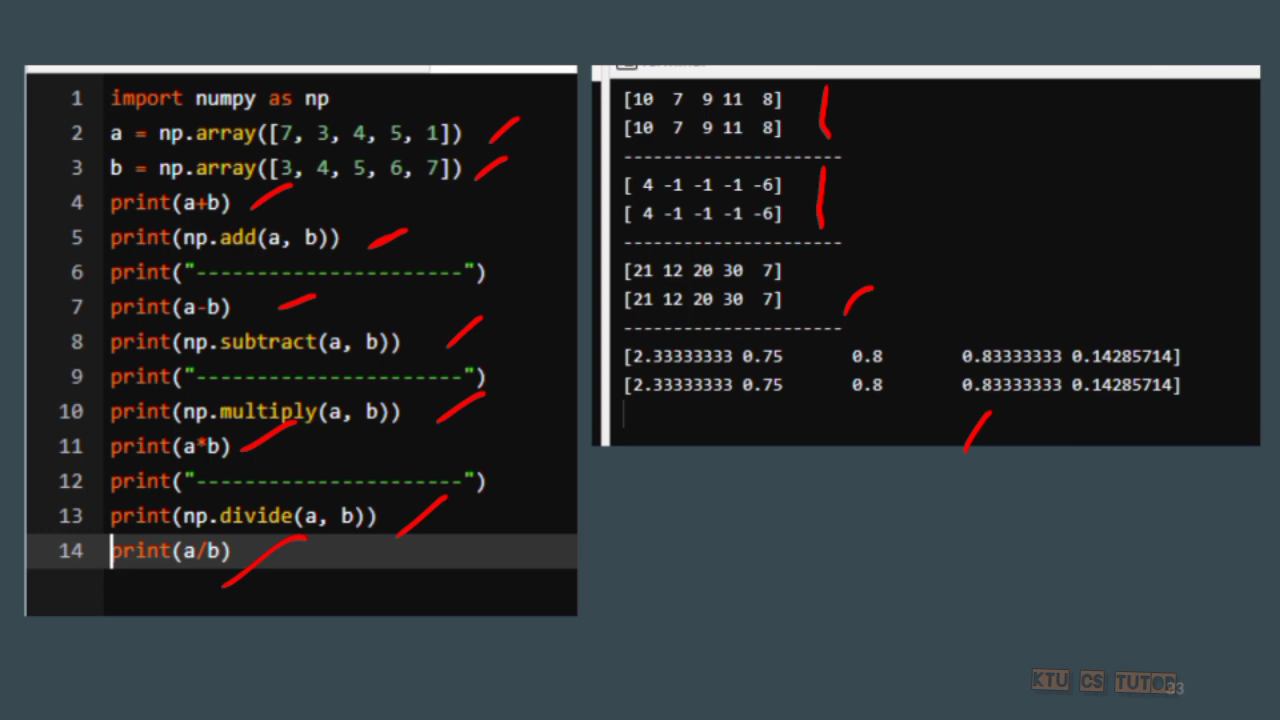 1 import numpy as np
2 a = np.array([7, 3, 4, 5, 1])
3 b = np.array([3, 4, 5, 6, 7])
4 print(a+b)
5 print(np.add(a, b))
6 print("----------------------")
7 print(a-b)
8 print(np.subtract(a, b))
9 print("----------------------")
10 print(np.multiply(a, b))
11 print(a*b)
12 print("----------------------")
13 print(np.divide(a, b))
14 print(a/b)
[10  7  9 11  8]
[10  7  9 11  8]
----------------------
[ 4 -1 -1 -1 -6]
[ 4 -1 -1 -1 -6]
----------------------
[21 12 20 30  7]
[21 12 20 30  7]
----------------------
[2.33333333 0.75       0.8        0.83333333 0.14285714]
[2.33333333 0.75       0.8        0.83333333 0.14285714]
KTU CS TUTOR